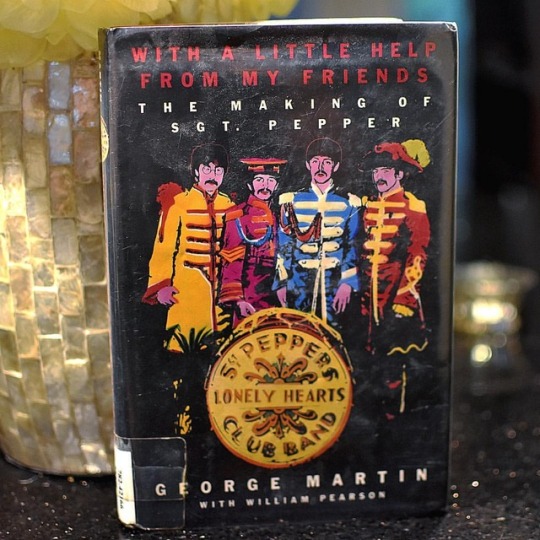 WITH A LITTLE HELP
FROM MY FRIENDS
THE MAKING OF
SGT. PEPPER
SGT PEPPERS
LONELY HEARTS
CLUB BAND
GEORGE MARTIN
WITH WILLIAM PEARSON